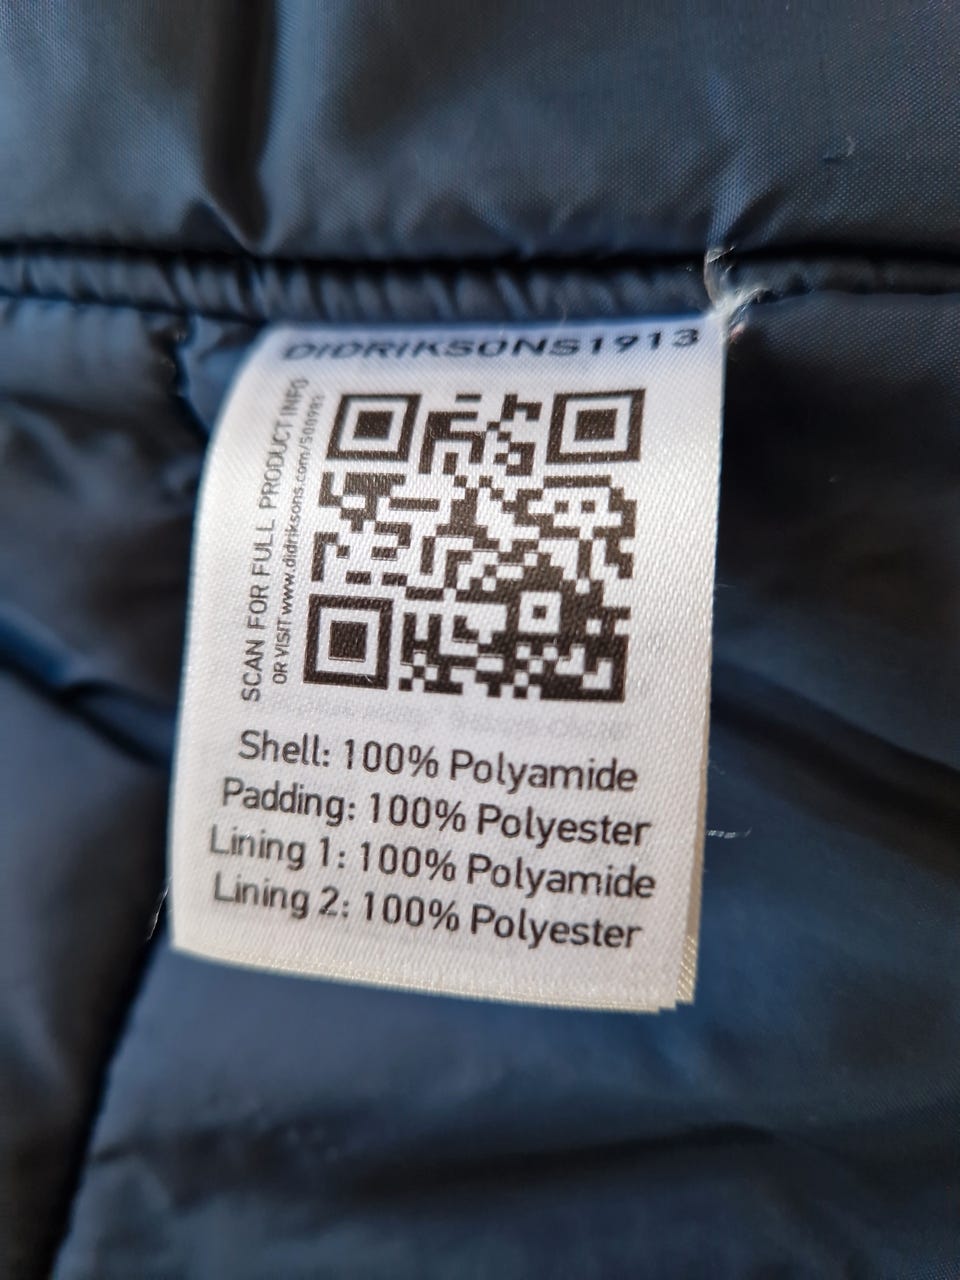 DIDRIKSONS1913
SCAN FOR FULL PRODUCT INFO
OR VISIT www.didriksons.com/500983
Shell: 100% Polyamide
Padding: 100% Polyester
Lining 1: 100% Polyamide
Lining 2: 100% Polyester